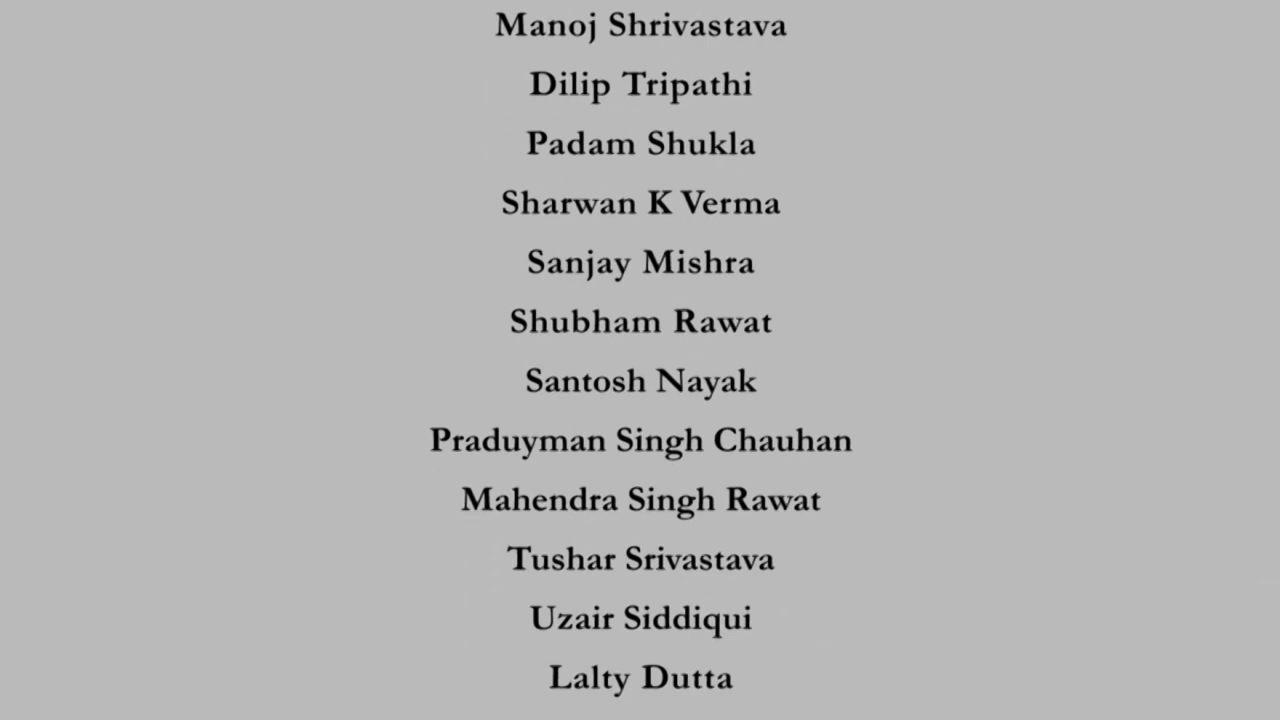 Manoj Shrivastava
Dilip Tripathi
Padam Shukla
Sharwan K Verma
Sanjay Mishra
Shubham Rawat
Santosh Nayak
Praduyman Singh Chauhan
Mahendra Singh Rawat
Tushar Srivastava
Uzair Siddiqui
Lalty Dutta